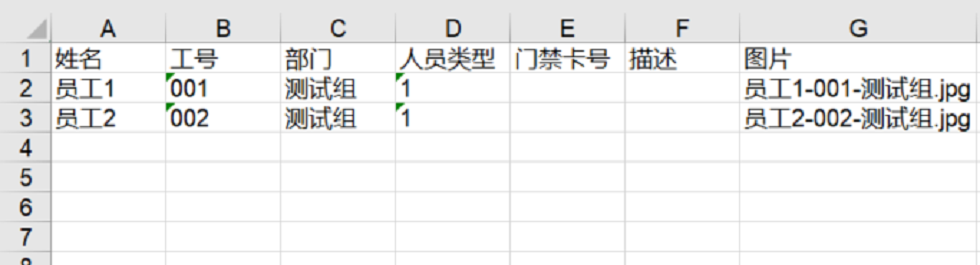 A B C D E F G
1 姓名 工号 部门 人员类型 门禁卡号 描述 图片
2 员工1 001 测试组 1 员工1-001-测试组.jpg
3 员工2 002 测试组 1 员工2-002-测试组.jpg
4
5
6
7